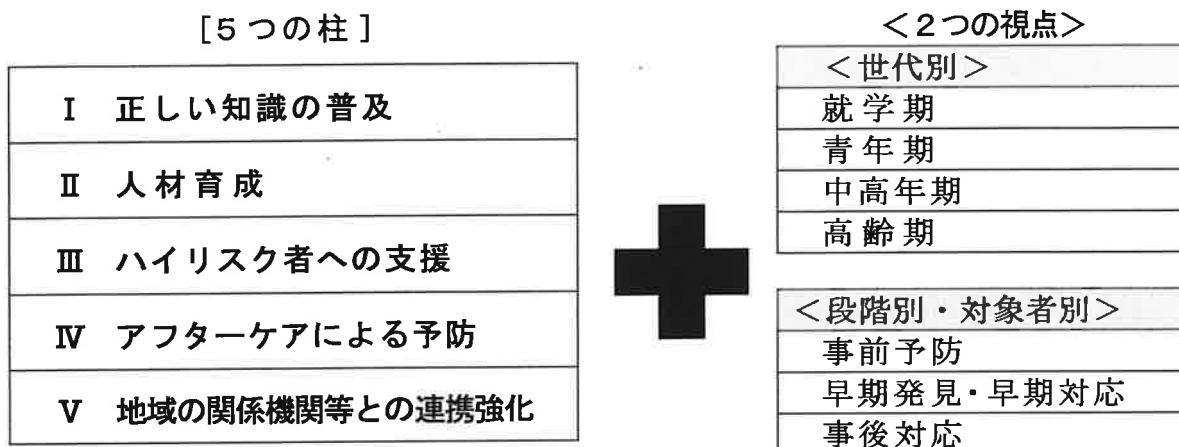 [５つの柱]
Ⅰ 正しい知識の普及
Ⅱ 人材育成
Ⅲ ハイリスク者への支援
Ⅳ アフターケアによる予防
Ⅴ 地域の関係機関等との連携強化
＜２つの視点＞
＜世代別＞
就学期
青年期
中高年期
高齢期
＜段階別・対象者別＞
事前予防
早期発見・早期対応
事後対応